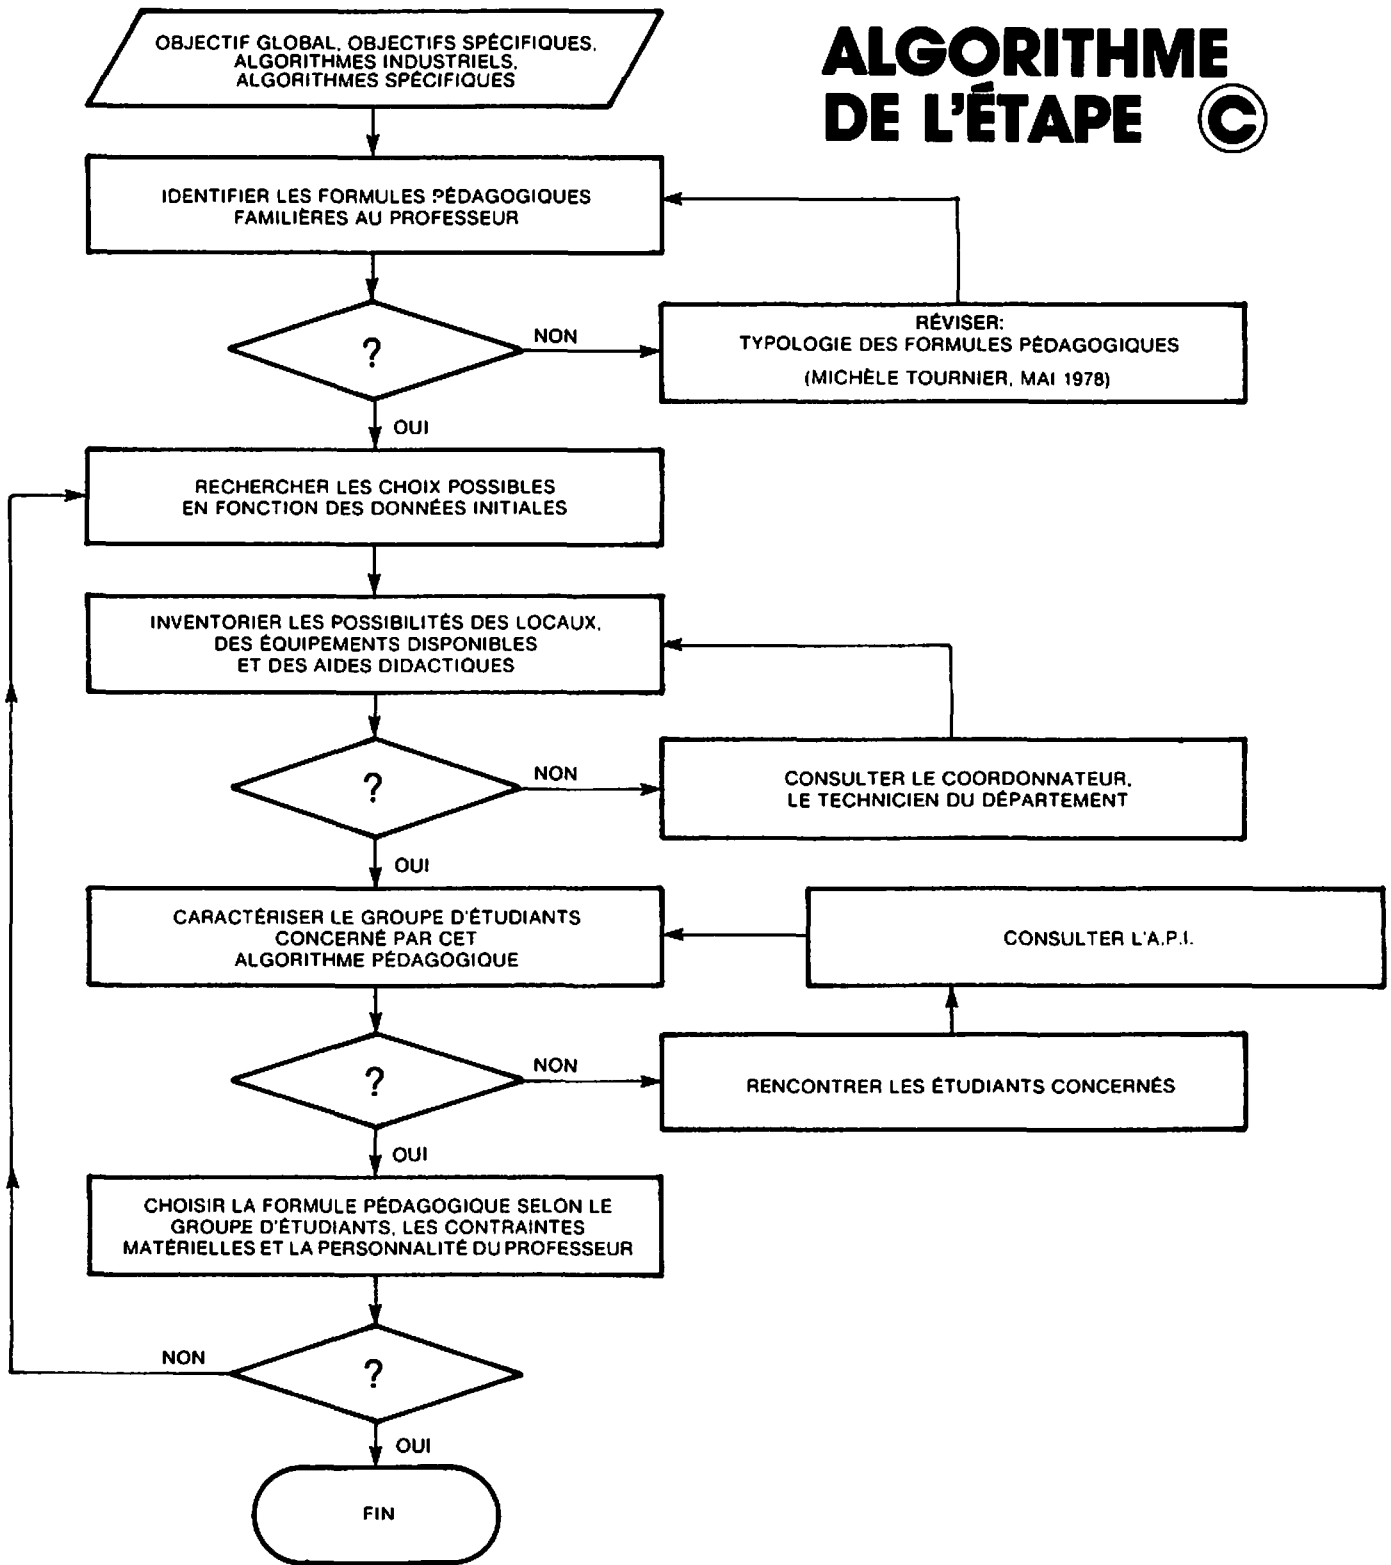 ALGORITHME
DE L'ÉTAPE C
OBJECTIF GLOBAL, OBJECTIFS SPÉCIFIQUES,
ALGORITHMES INDUSTRIELS,
ALGORITHMES SPÉCIFIQUES
IDENTIFIER LES FORMULES PÉDAGOGIQUES
FAMILIÈRES AU PROFESSEUR
?
NON
RÉVISER:
TYPOLOGIE DES FORMULES PÉDAGOGIQUES
(MICHÈLE TOURNIER, MAI 1978)
OUI
RECHERCHER LES CHOIX POSSIBLES
EN FONCTION DES DONNÉES INITIALES
INVENTORIER LES POSSIBILITÉS DES LOCAUX,
DES ÉQUIPEMENTS DISPONIBLES
ET DES AIDES DIDACTIQUES
?
NON
CONSULTER LE COORDONNATEUR,
LE TECHNICIEN DU DÉPARTEMENT
OUI
CARACTÉRISER LE GROUPE D'ÉTUDIANTS
CONCERNÉ PAR CET
ALGORITHME PÉDAGOGIQUE
CONSULTER L'A.P.I.
?
NON
RENCONTRER LES ÉTUDIANTS CONCERNÉS
OUI
CHOISIR LA FORMULE PÉDAGOGIQUE SELON LE
GROUPE D'ÉTUDIANTS, LES CONTRAINTES
MATÉRIELLES ET LA PERSONNALITÉ DU PROFESSEUR
NON
?
OUI
FIN